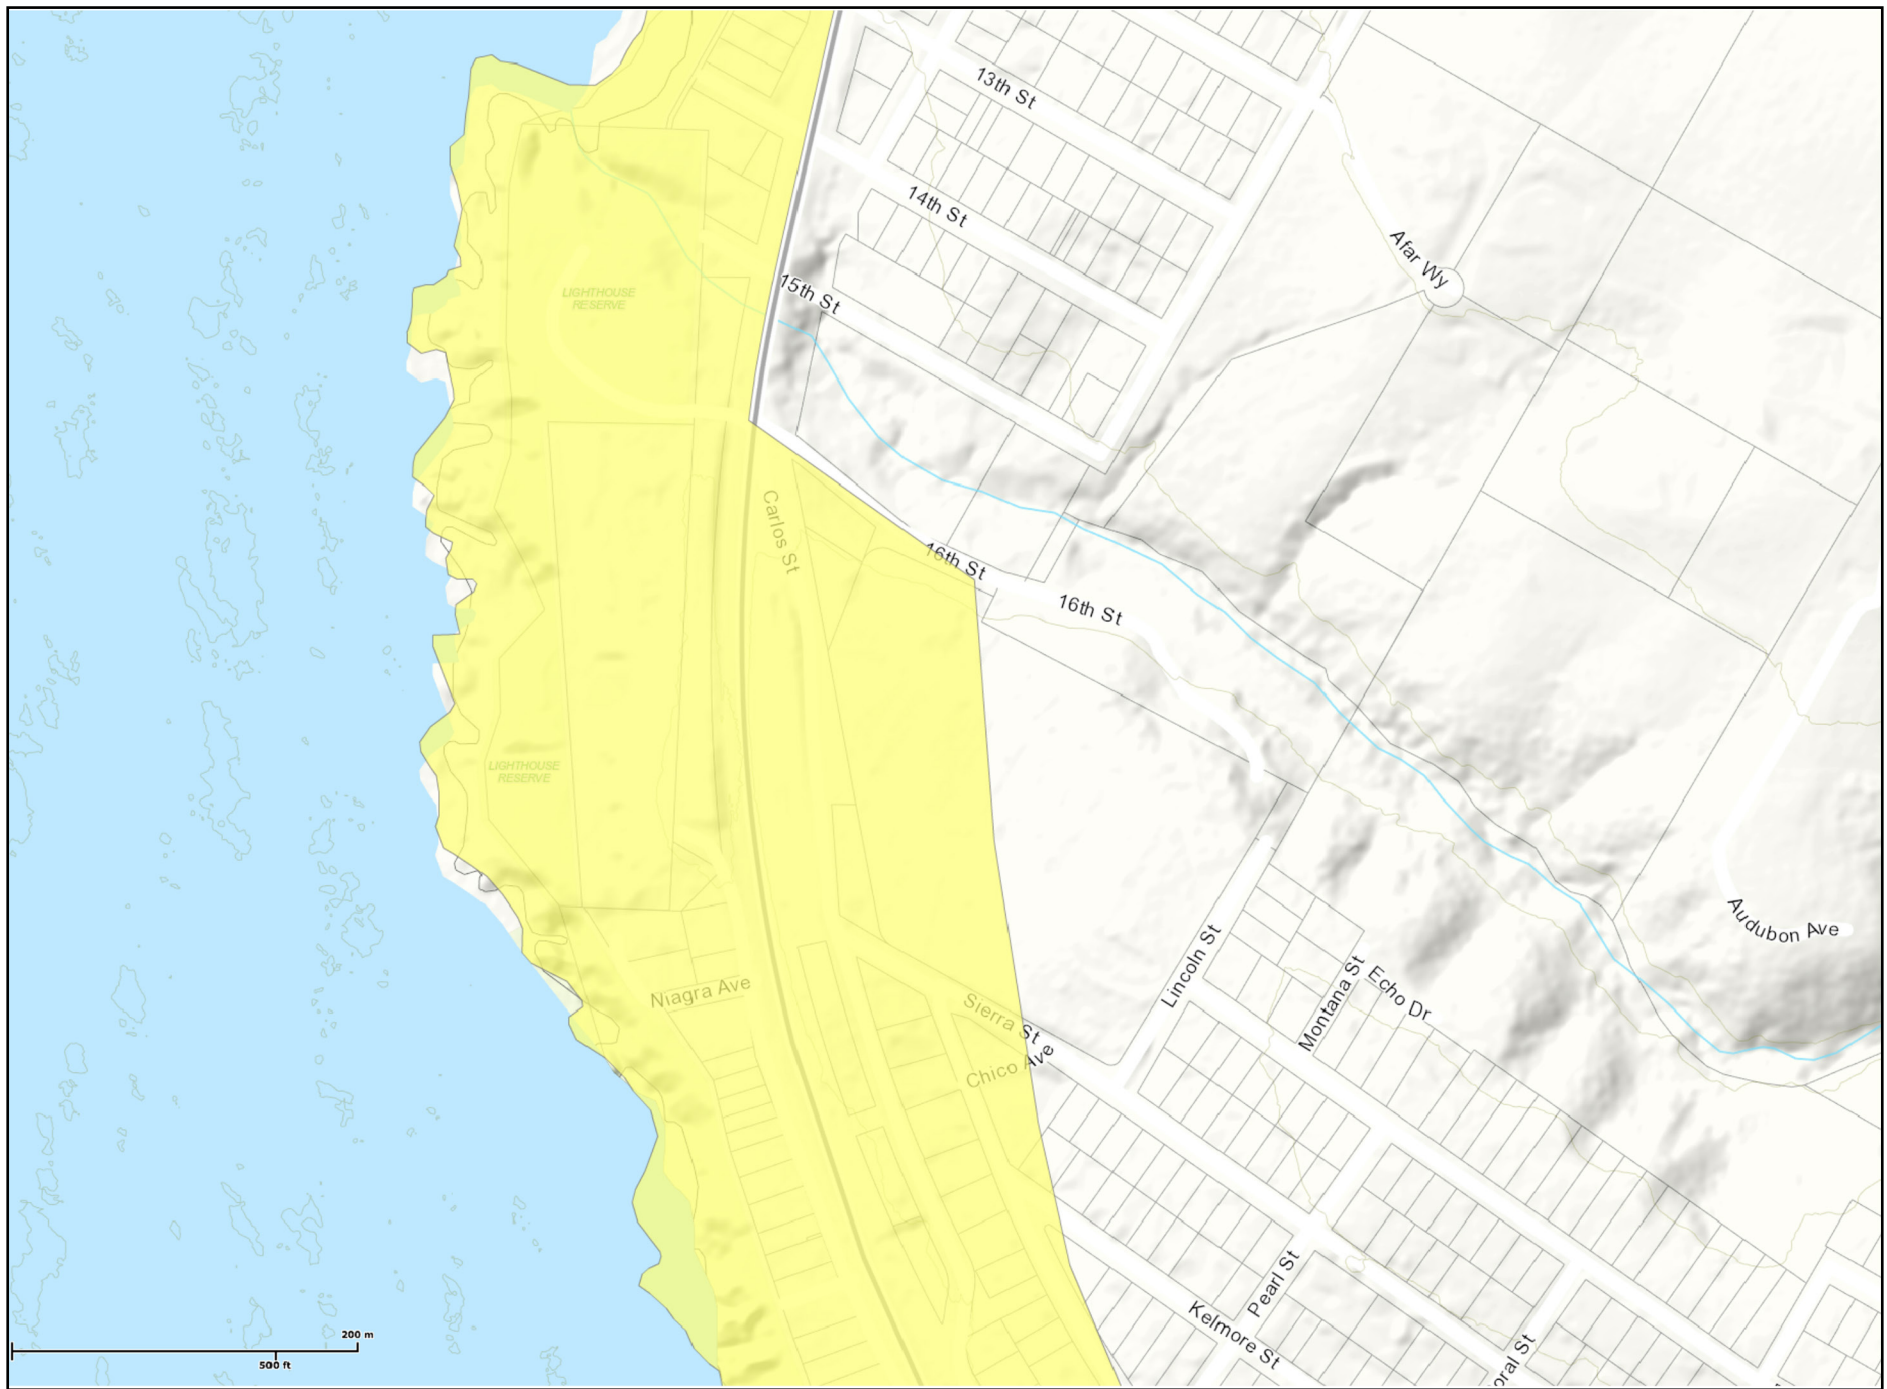 13th St
14th St
Afar Wy
15th St
LIGHTHOUSE
RESERVE
Carlos St
16th St
16th St
LIGHTHOUSE
RESERVE
Audubon Ave
Lincoln St
Montana St
Echo Dr
Niagra Ave
Sierra St
Chico Ave
e
Pearl St
Kelmore St
oral St
200 m
500 ft